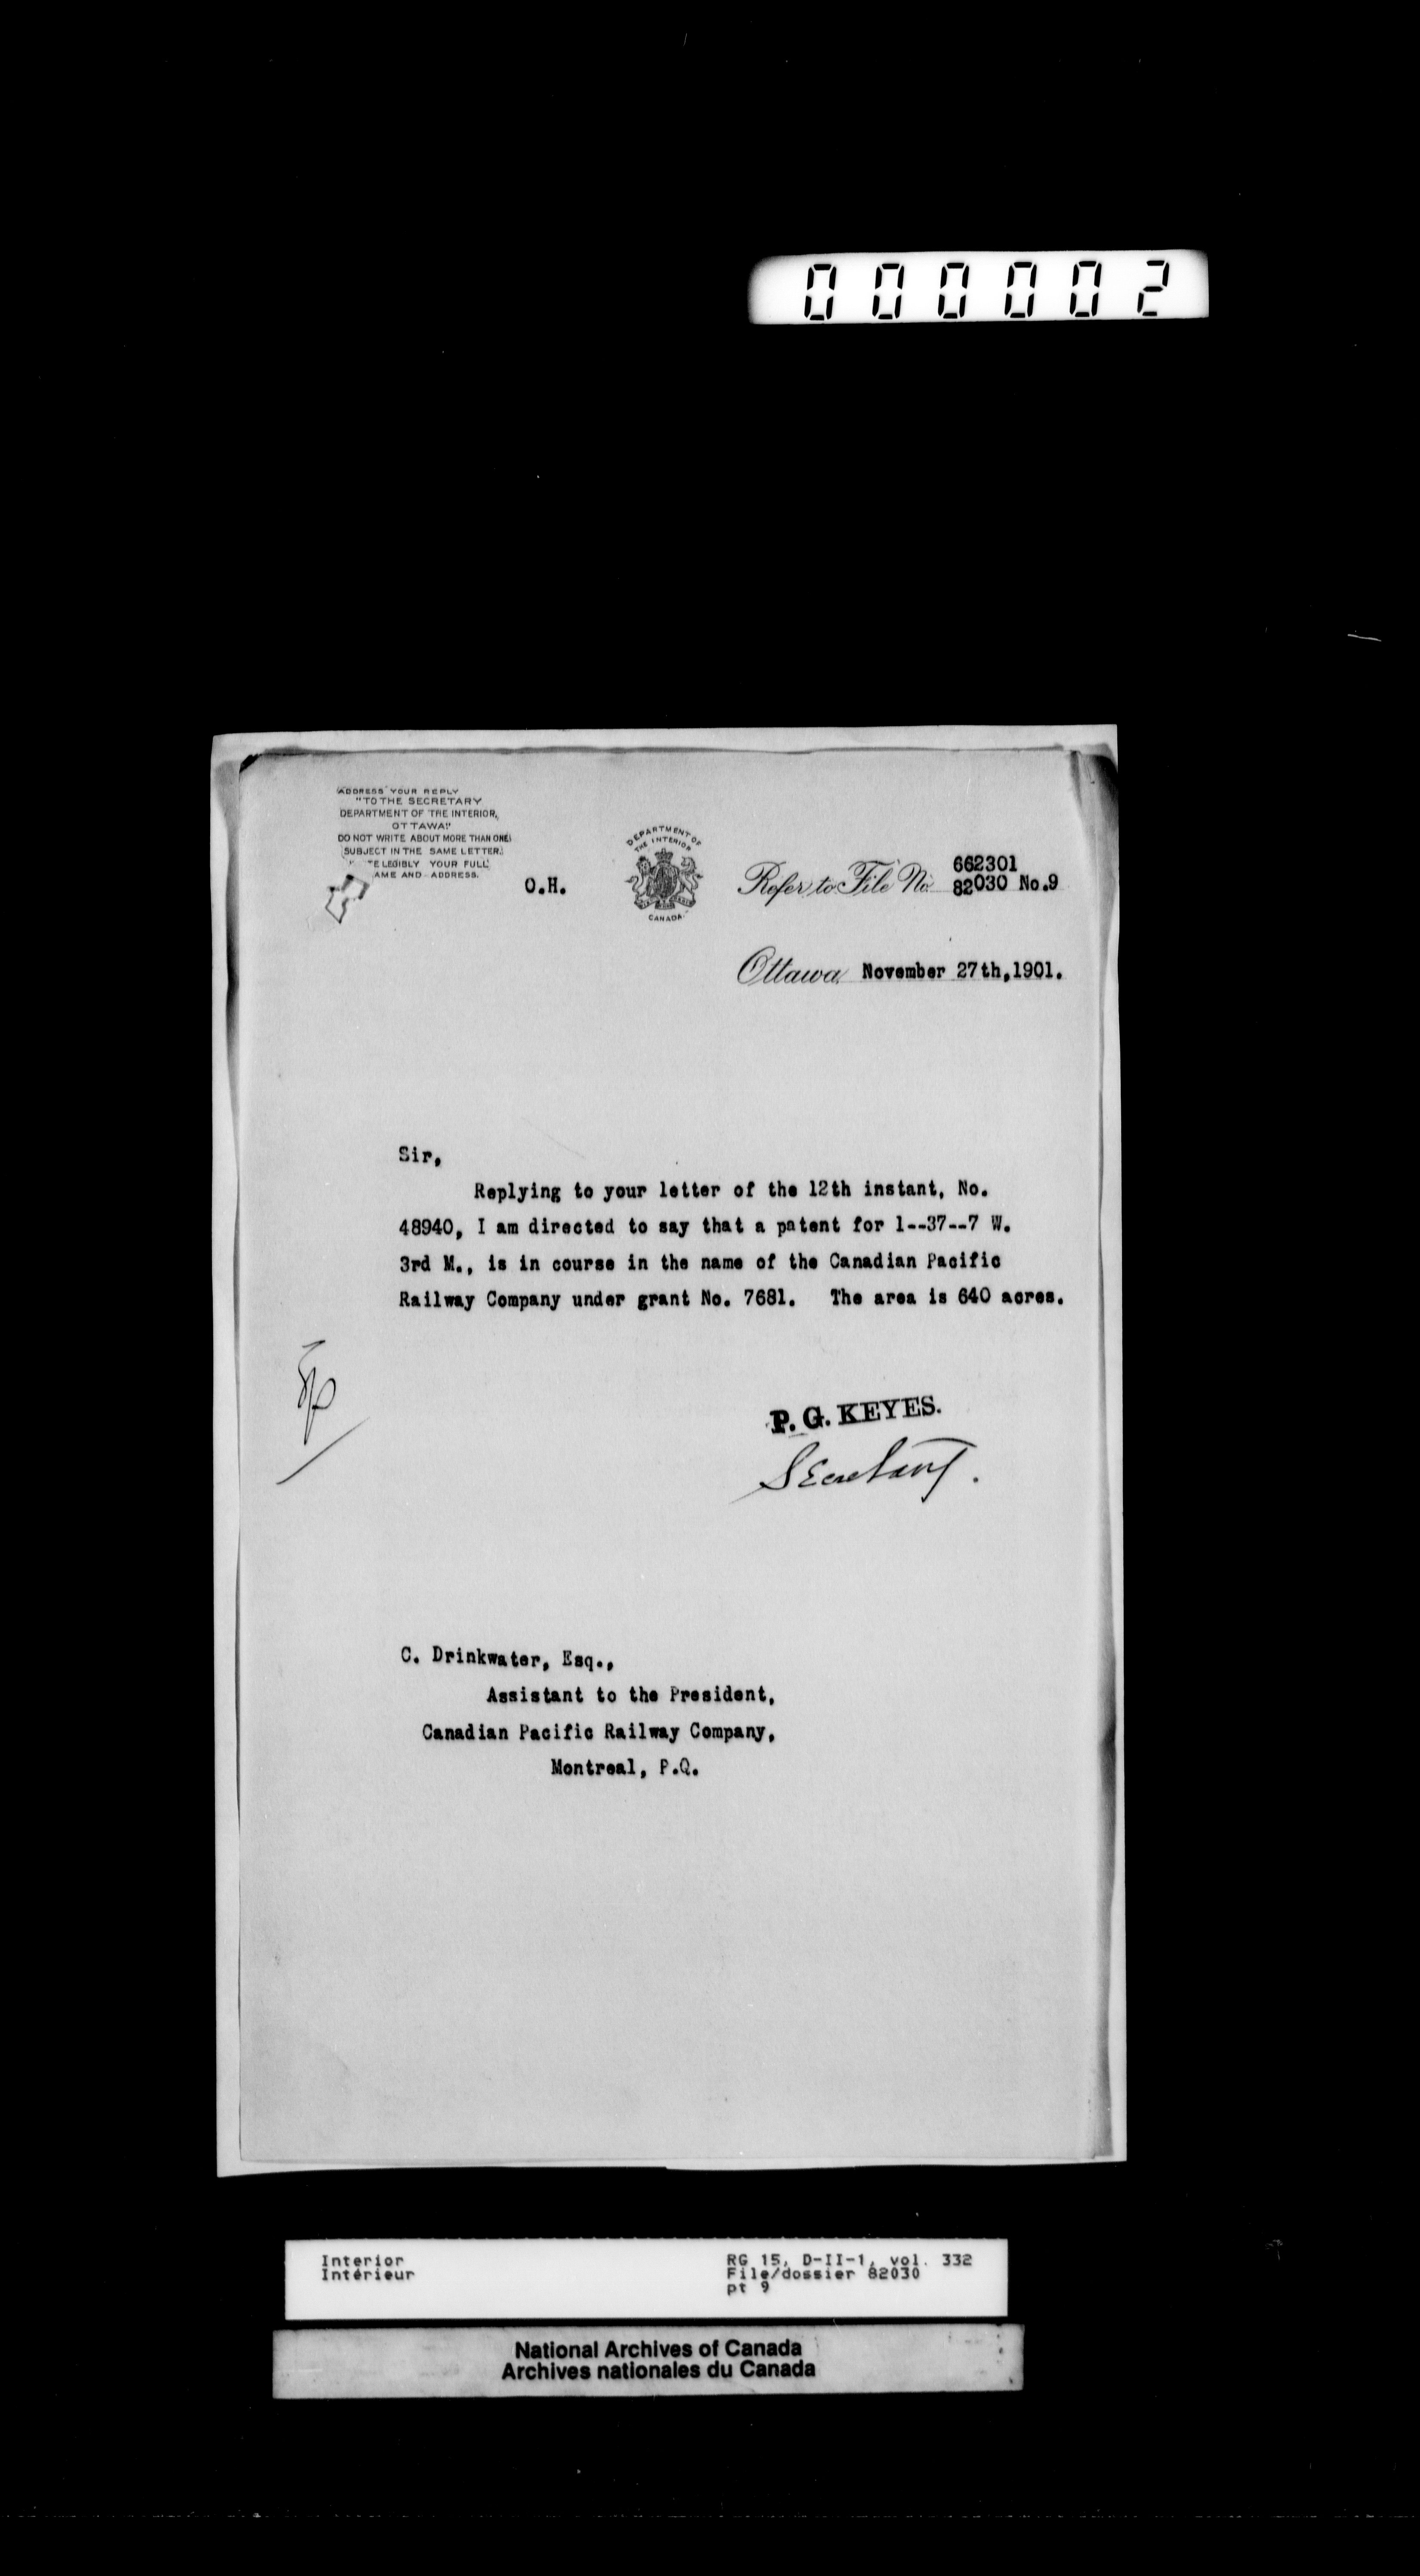 000002
ADDRESS YOUR REPLY
"TO THE SECRETARY
DEPARTMENT OF THE INTERIOR,
OTTAWA."
DO NOT WRITE ABOUT MORE THAN ONE
SUBJECT IN THE SAME LETTER.
TE LEGIBLY YOUR FULL
AME AND ADDRESS.
O.H.
DEPARTMENT OF
THE INTERIOR
CANADA
662301
Refer to File No. 82030 No.9
Ottawa, November 27th,1901.
Sir,
Replying to your letter of the 12th instant, No.
48940, I am directed to say that a patent for 1--37--7 W.
3rd M., is in course in the name of the Canadian Pacific
Railway Company under grant No. 7681. The area is 640 acres.
P. G. KEYES.
Secretary.
C. Drinkwater, Esq.,
Assistant to the President,
Canadian Pacific Railway Company,
Montreal, P.Q.
Interior
Intérieur
RG 15, D-II-1, vol. 332
File/dossier 82030
pt 9
National Archives of Canada
Archives nationales du Canada